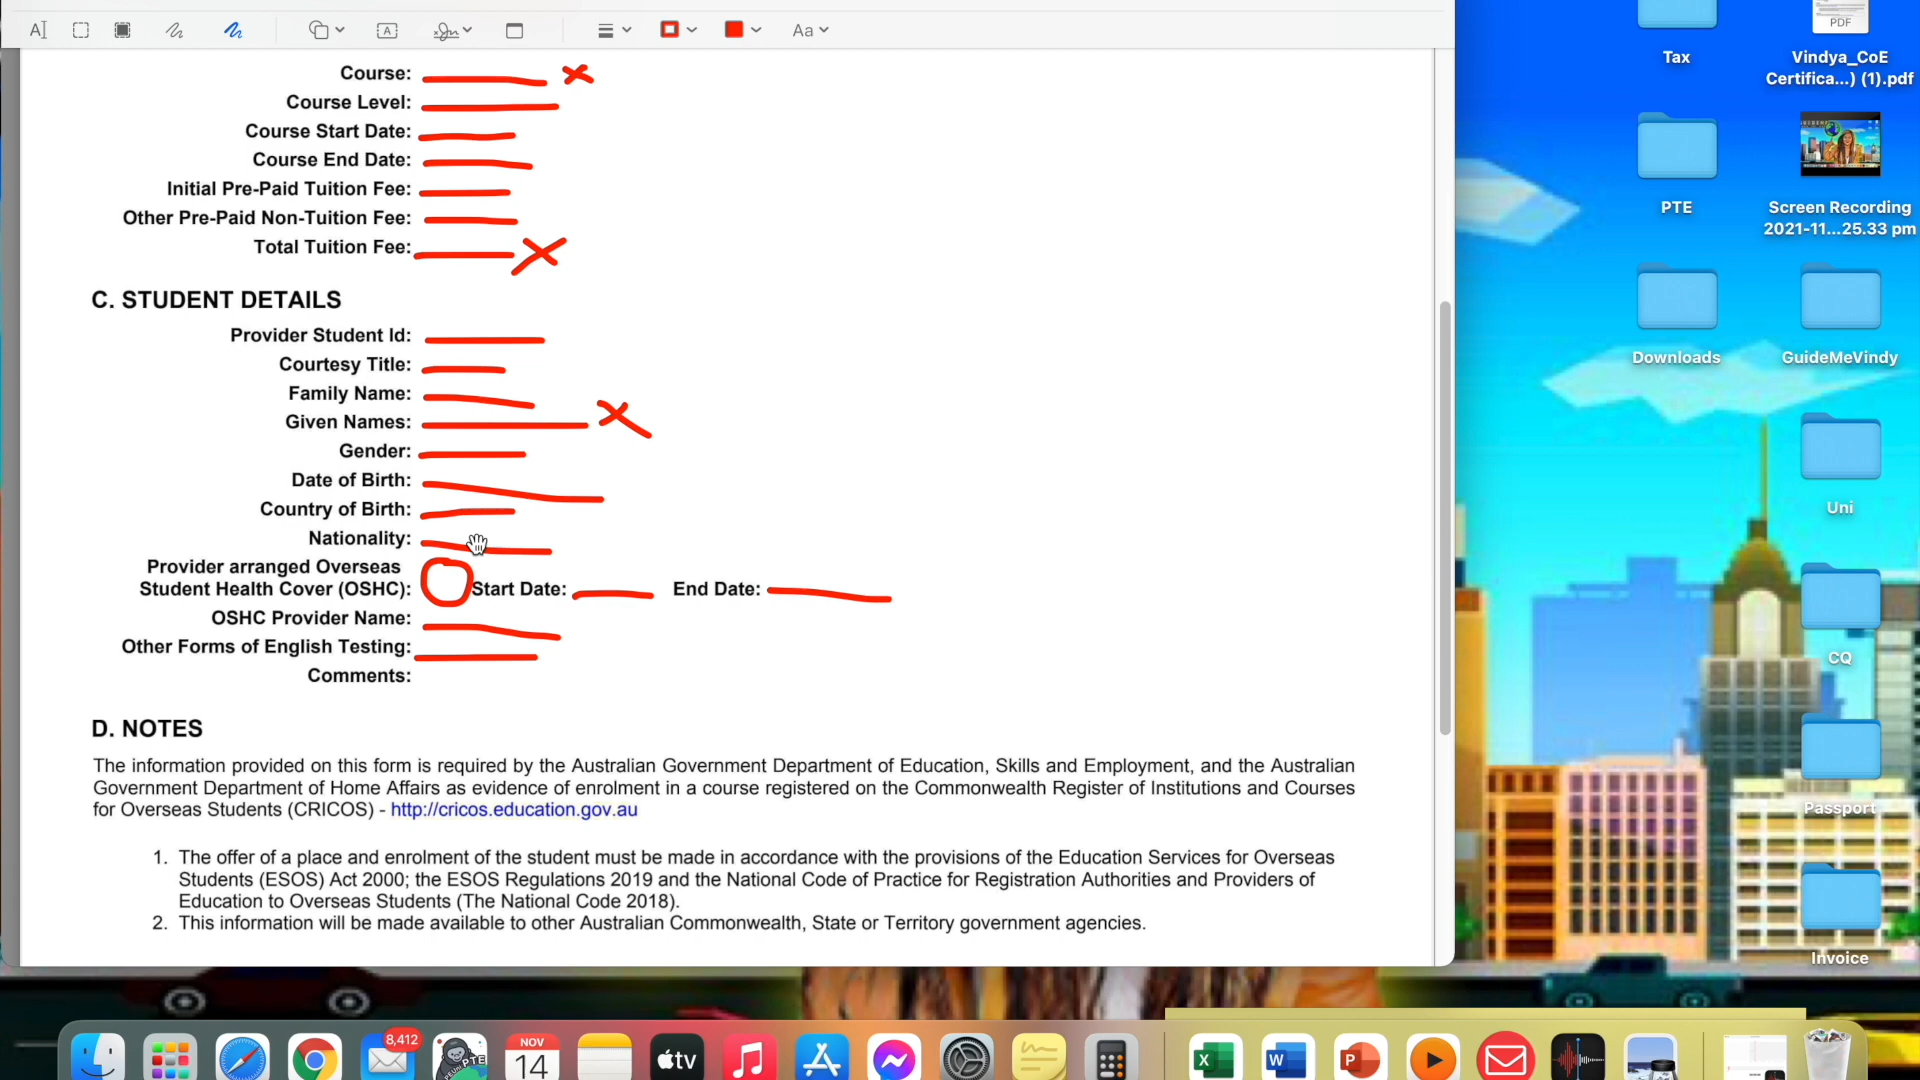 Aa
Course:
Course Level:
Course Start Date:
Course End Date:
Initial Pre-Paid Tuition Fee:
Other Pre-Paid Non-Tuition Fee:
Total Tuition Fee:
C. STUDENT DETAILS
Provider Student Id:
Courtesy Title:
Family Name:
Given Names:
Gender:
Date of Birth:
Country of Birth:
Nationality:
Provider arranged Overseas
Student Health Cover (OSHC): Start Date: End Date:
OSHC Provider Name:
Other Forms of English Testing:
Comments:
D. NOTES
The information provided on this form is required by the Australian Government Department of Education, Skills and Employment, and the Australian
Government Department of Home Affairs as evidence of enrolment in a course registered on the Commonwealth Register of Institutions and Courses
for Overseas Students (CRICOS) - http://cricos.education.gov.au
1. The offer of a place and enrolment of the student must be made in accordance with the provisions of the Education Services for Overseas
Students (ESOS) Act 2000; the ESOS Regulations 2019 and the National Code of Practice for Registration Authorities and Providers of
Education to Overseas Students (The National Code 2018).
2. This information will be made available to other Australian Commonwealth, State or Territory government agencies.
Tax
PDF
Vindya_CoE
Certifica...) (1).pdf
PTE
Screen Recording
2021-11...25.33 pm
Downloads
GuideMeVindy
Uni
CQ
Passport
Invoice
8,412
PTE
NOV
14
tv
X
W
P